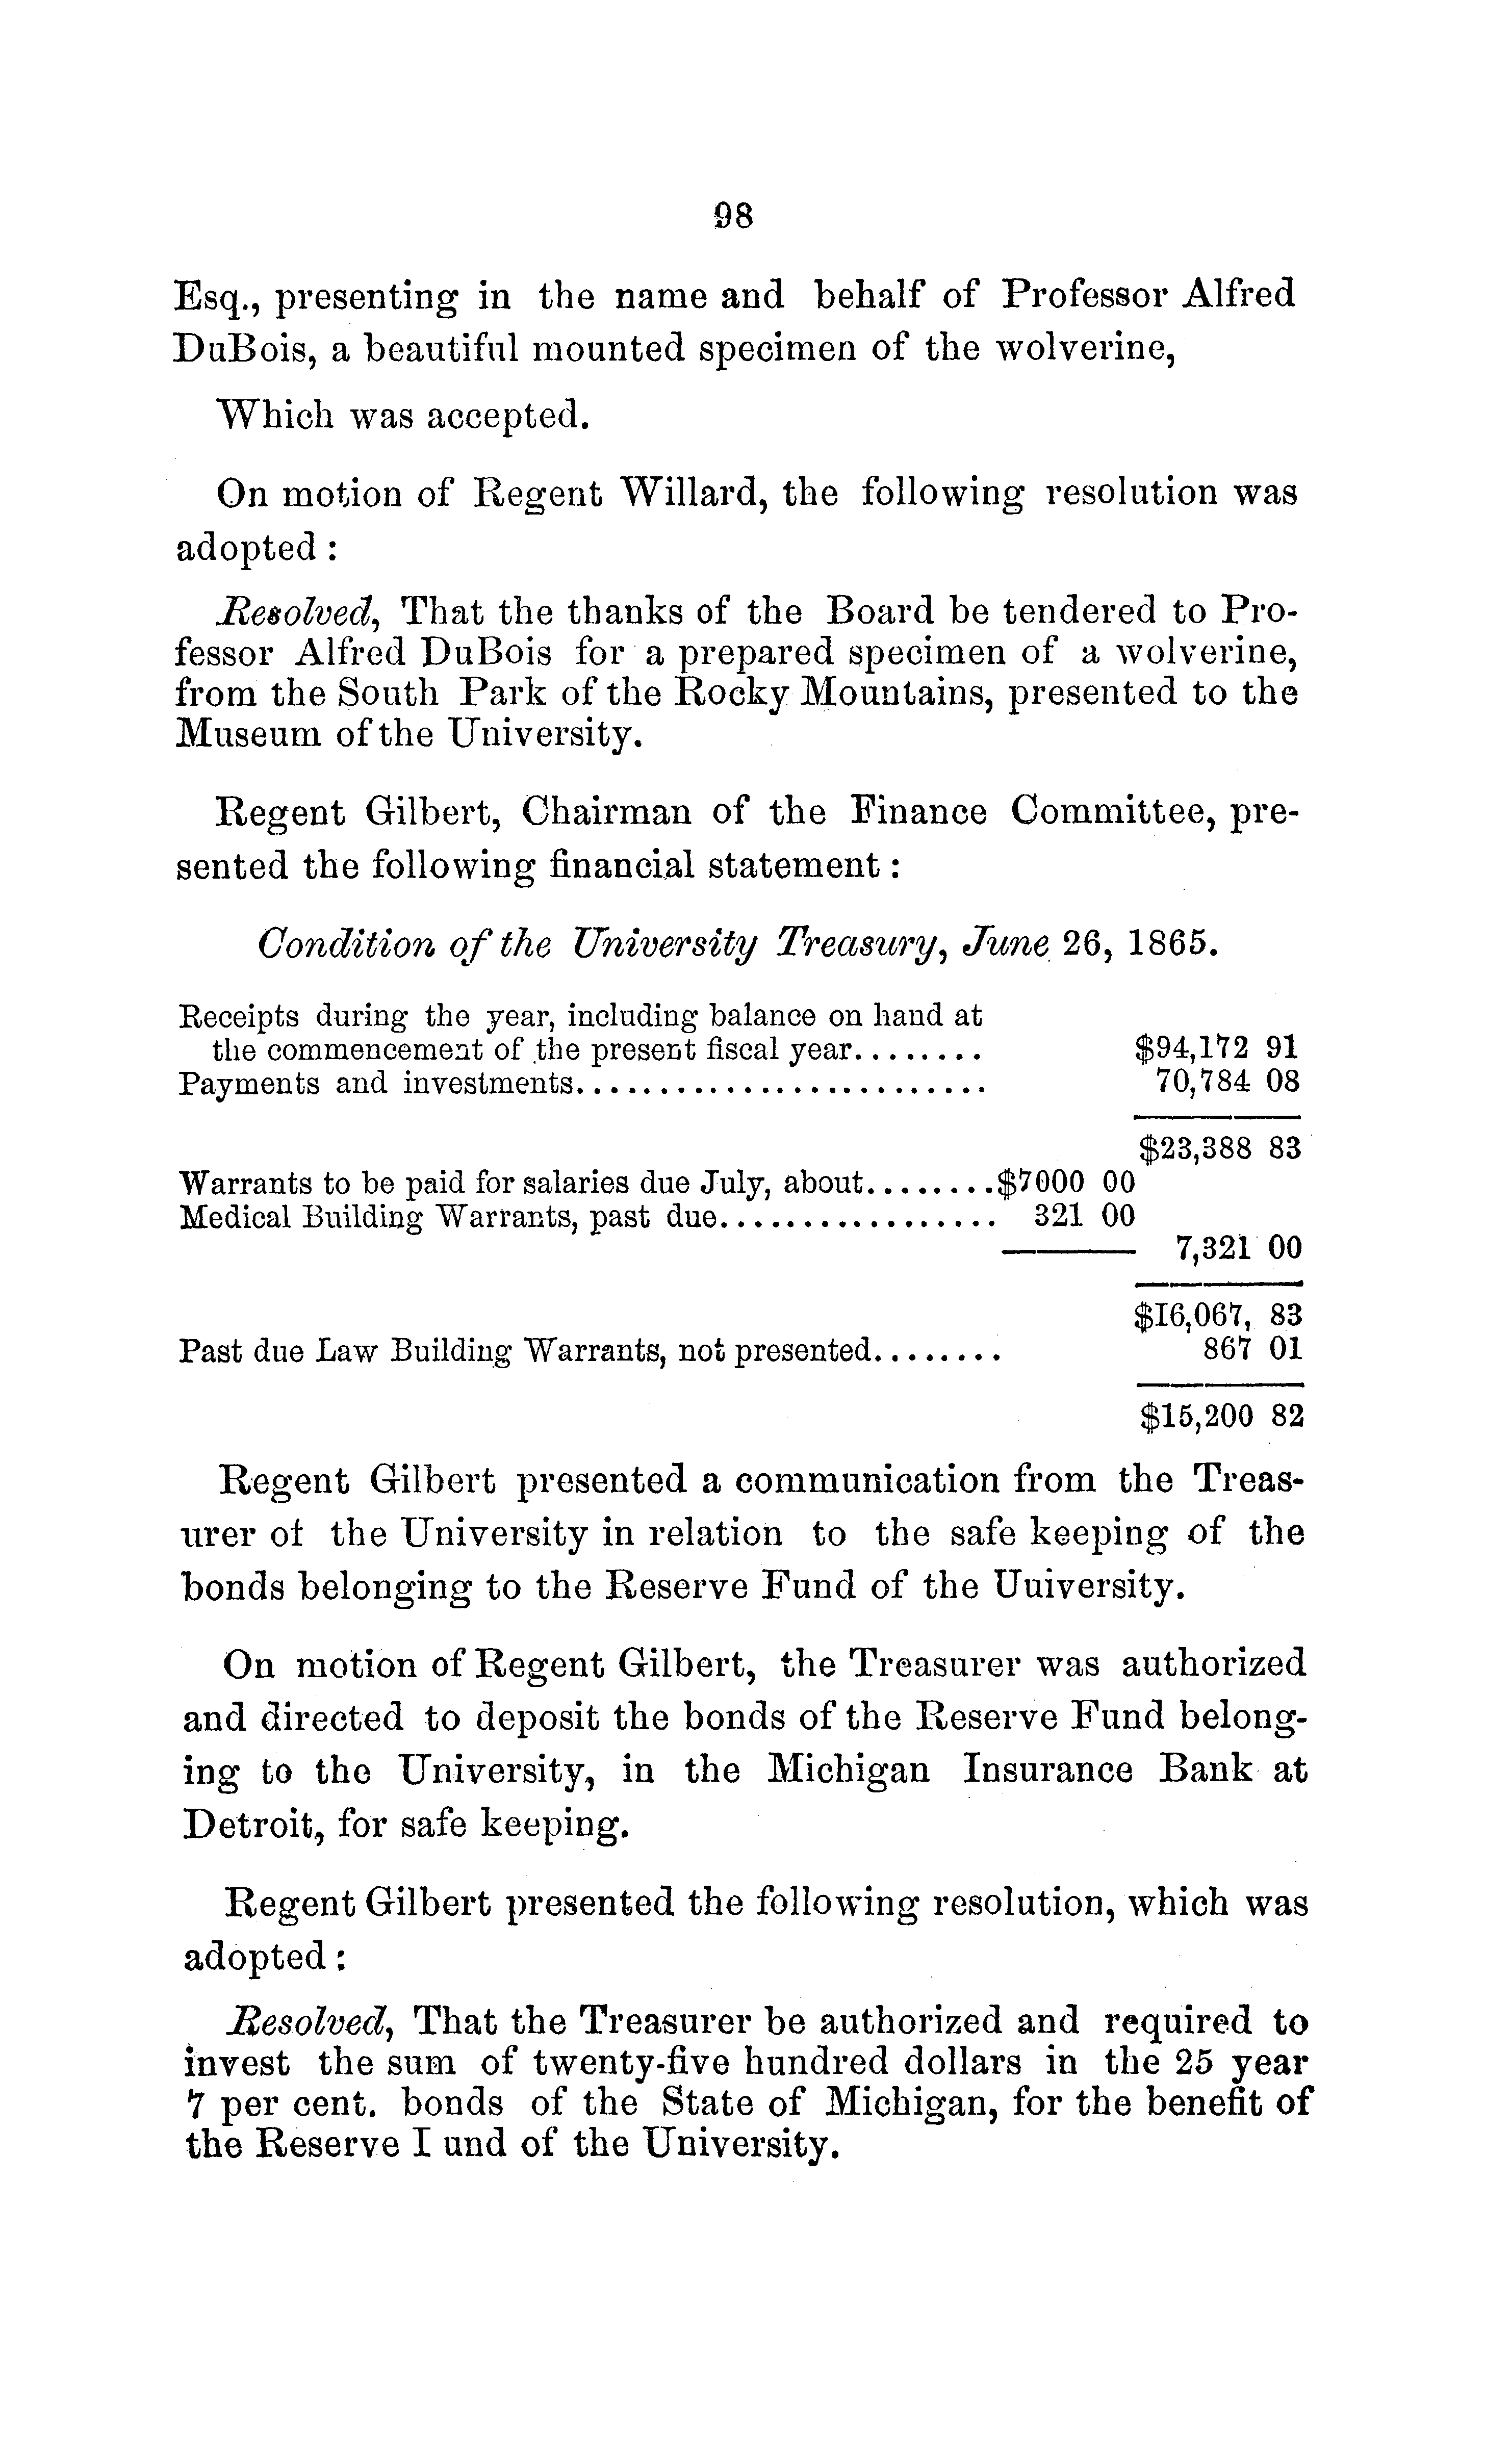 98
Esq., presenting in the name and behalf of Professor Alfred
DuBois, a beautiful mounted specimen of the wolverine,
Which was accepted.
On motion of Regent Willard, the following resolution was
adopted :
Resolved, That the thanks of the Board be tendered to Pro-
fessor Alfred DuBois for a prepared specimen of a wolverine,
from the South Park of the Rocky Mountains, presented to the
Museum of the University.
Regent Gilbert, Chairman of the Finance Committee, pre-
sented the following financial statement :
Condition of the University Treasury, June 26, 1865.
Receipts during the year, including balance on hand at
the commencement of the present fiscal year........ $94,172 91
Payments and investments......................... 70,784 08
$23,388 83
Warrants to be paid for salaries due July, about........$7000 00
Medical Building Warrants, past due................. 321 00
7,321 00
$16,067, 83
Past due Law Building Warrants, not presented........ 867 01
$15,200 82
Regent Gilbert presented a communication from the Treas-
urer of the University in relation to the safe keeping of the
bonds belonging to the Reserve Fund of the Uuiversity.
On motion of Regent Gilbert, the Treasurer was authorized
and directed to deposit the bonds of the Reserve Fund belong-
ing to the University, in the Michigan Insurance Bank at
Detroit, for safe keeping.
Regent Gilbert presented the following resolution, which was
adopted :
Resolved, That the Treasurer be authorized and required to
invest the sum of twenty-five hundred dollars in the 25 year
7 per cent. bonds of the State of Michigan, for the benefit of
the Reserve I und of the University.